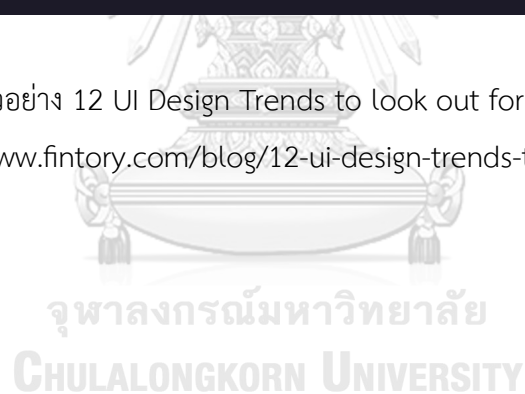 อย่าง 12 UI Design Trends to look out for
ww.fintory.com/blog/12-ui-design-trends-t
จุฬาลงกรณ์มหาวิทยาลัย
CHULALONGKORN UNIVERSITY